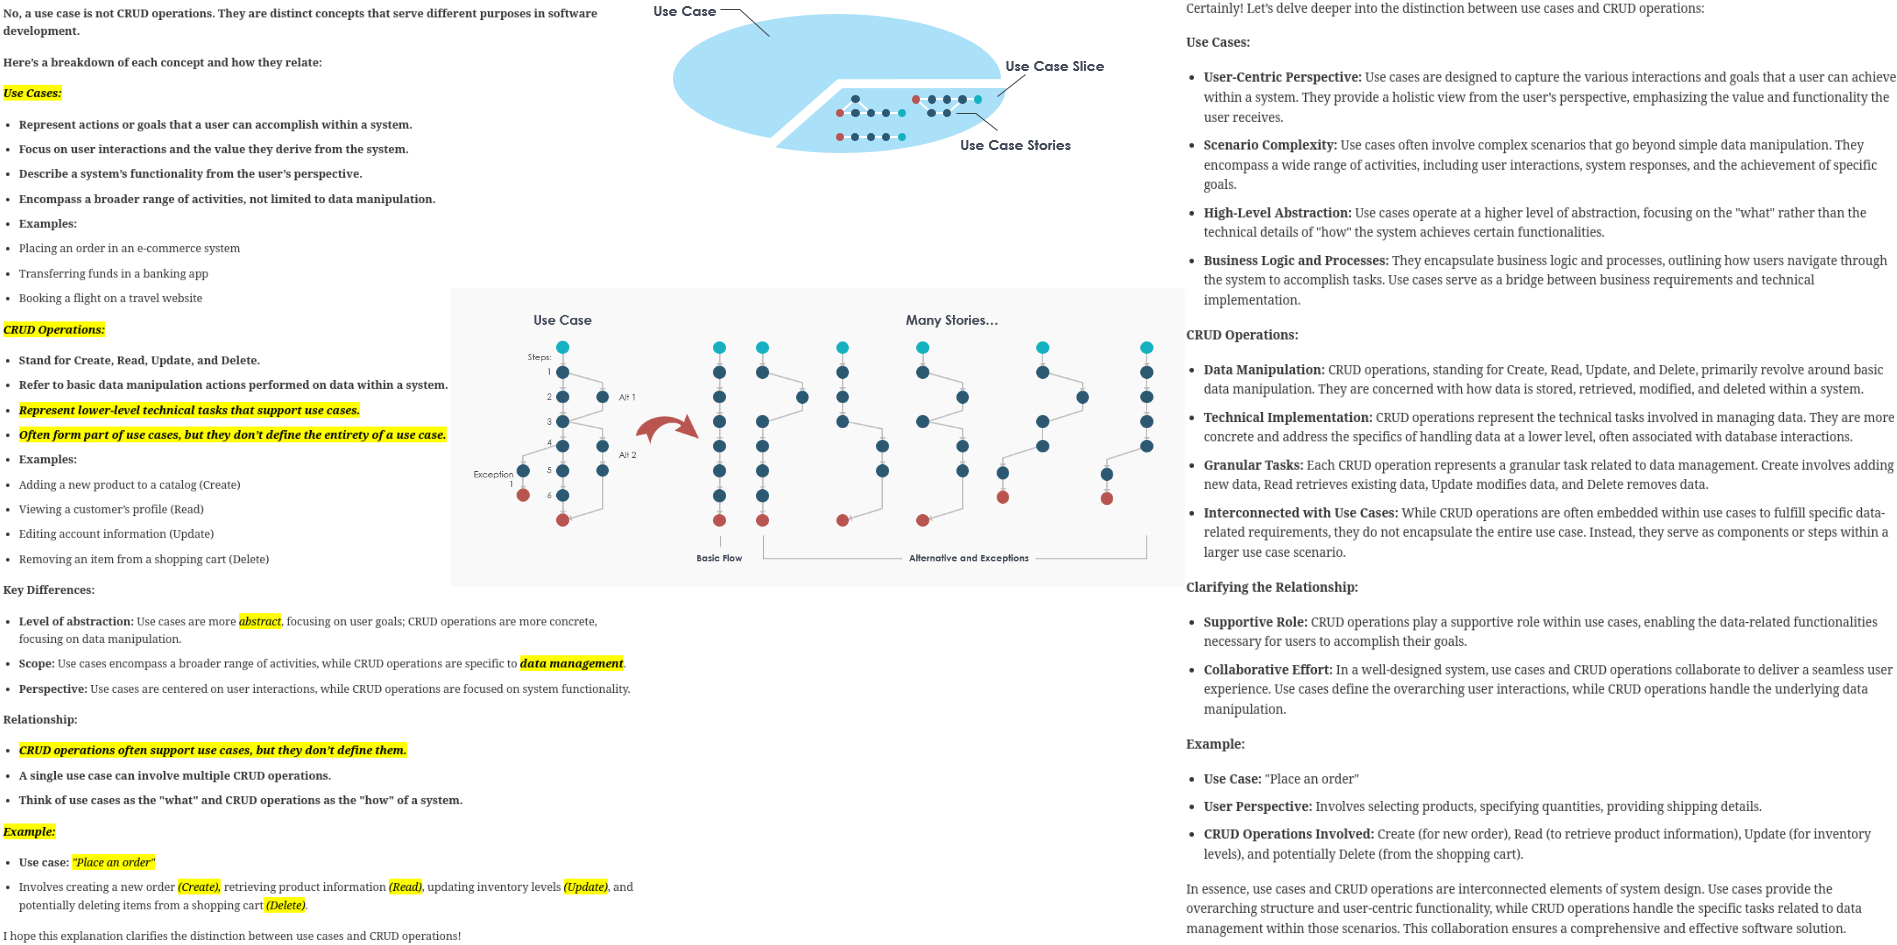 No, a use case is not CRUD operations. They are distinct concepts that serve different purposes in software
development.
Here's a breakdown of each concept and how they relate:
Use Cases:
• Represent actions or goals that a user can accomplish within a system.
• Focus on user interactions and the value they derive from the system.
• Describe a system's functionality from the user's perspective.
• Encompass a broader range of activities, not limited to data manipulation.
• Examples:
• Placing an order in an e-commerce system
• Transferring funds in a banking app
• Booking a flight on a travel website
CRUD Operations:
• Stand for Create, Read, Update, and Delete.
• Refer to basic data manipulation actions performed on data within a system.
• Represent lower-level technical tasks that support use cases.
• Often form part of use cases, but they don't define the entirety of a use case.
• Examples:
• Adding a new product to a catalog (Create)
• Viewing a customer's profile (Read)
• Editing account information (Update)
• Removing an item from a shopping cart (Delete)
Key Differences:
• Level of abstraction: Use cases are more abstract, focusing on user goals; CRUD operations are more concrete,
focusing on data manipulation.
• Scope: Use cases encompass a broader range of activities, while CRUD operations are specific to data management.
• Perspective: Use cases are centered on user interactions, while CRUD operations are focused on system functionality.
Relationship:
• CRUD operations often support use cases, but they don't define them.
• A single use case can involve multiple CRUD operations.
• Think of use cases as the "what" and CRUD operations as the "how" of a system.
Example:
• Use case: "Place an order"
• Involves creating a new order (Create), retrieving product information (Read), updating inventory levels (Update), and
potentially deleting items from a shopping cart (Delete).
I hope this explanation clarifies the distinction between use cases and CRUD operations!
Use Case
Use Case Slice
Use Case Stories
Use Case
Many Stories...
Steps:
1
2
Alt 1
3
4
Alt 2
Exception
1
5
6
Basic Flow
Alternative and Exceptions
Certainly! Let's delve deeper into the distinction between use cases and CRUD operations:
Use Cases:
• User-Centric Perspective: Use cases are designed to capture the various interactions and goals that a user can achieve
within a system. They provide a holistic view from the user's perspective, emphasizing the value and functionality the
user receives.
• Scenario Complexity: Use cases often involve complex scenarios that go beyond simple data manipulation. They
encompass a wide range of activities, including user interactions, system responses, and the achievement of specific
goals.
• High-Level Abstraction: Use cases operate at a higher level of abstraction, focusing on the "what" rather than the
technical details of "how" the system achieves certain functionalities.
• Business Logic and Processes: They encapsulate business logic and processes, outlining how users navigate through
the system to accomplish tasks. Use cases serve as a bridge between business requirements and technical
implementation.
CRUD Operations:
• Data Manipulation: CRUD operations, standing for Create, Read, Update, and Delete, primarily revolve around basic
data manipulation. They are concerned with how data is stored, retrieved, modified, and deleted within a system.
• Technical Implementation: CRUD operations represent the technical tasks involved in managing data. They are more
concrete and address the specifics of handling data at a lower level, often associated with database interactions.
• Granular Tasks: Each CRUD operation represents a granular task related to data management. Create involves adding
new data, Read retrieves existing data, Update modifies data, and Delete removes data.
• Interconnected with Use Cases: While CRUD operations are often embedded within use cases to fulfill specific data-
related requirements, they do not encapsulate the entire use case. Instead, they serve as components or steps within a
larger use case scenario.
Clarifying the Relationship:
• Supportive Role: CRUD operations play a supportive role within use cases, enabling the data-related functionalities
necessary for users to accomplish their goals.
• Collaborative Effort: In a well-designed system, use cases and CRUD operations collaborate to deliver a seamless user
experience. Use cases define the overarching user interactions, while CRUD operations handle the underlying data
manipulation.
Example:
• Use Case: "Place an order"
• User Perspective: Involves selecting products, specifying quantities, providing shipping details.
• CRUD Operations Involved: Create (for new order), Read (to retrieve product information), Update (for inventory
levels), and potentially Delete (from the shopping cart).
In essence, use cases and CRUD operations are interconnected elements of system design. Use cases provide the
overarching structure and user-centric functionality, while CRUD operations handle the specific tasks related to data
management within those scenarios. This collaboration ensures a comprehensive and effective software solution.